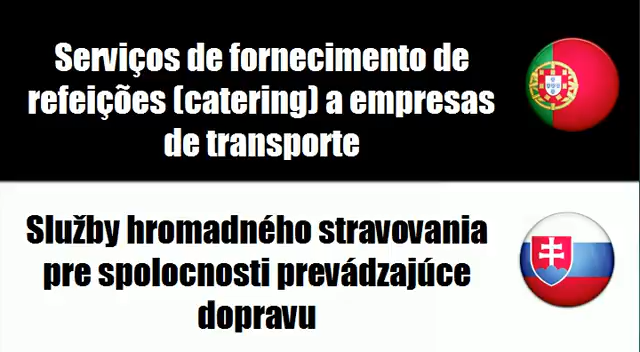 Serviços de fornecimento de
refeições (catering) a empresas
de transporte
Služby hromadného stravovania
pre spolocnosti prevádzajúce
dopravu